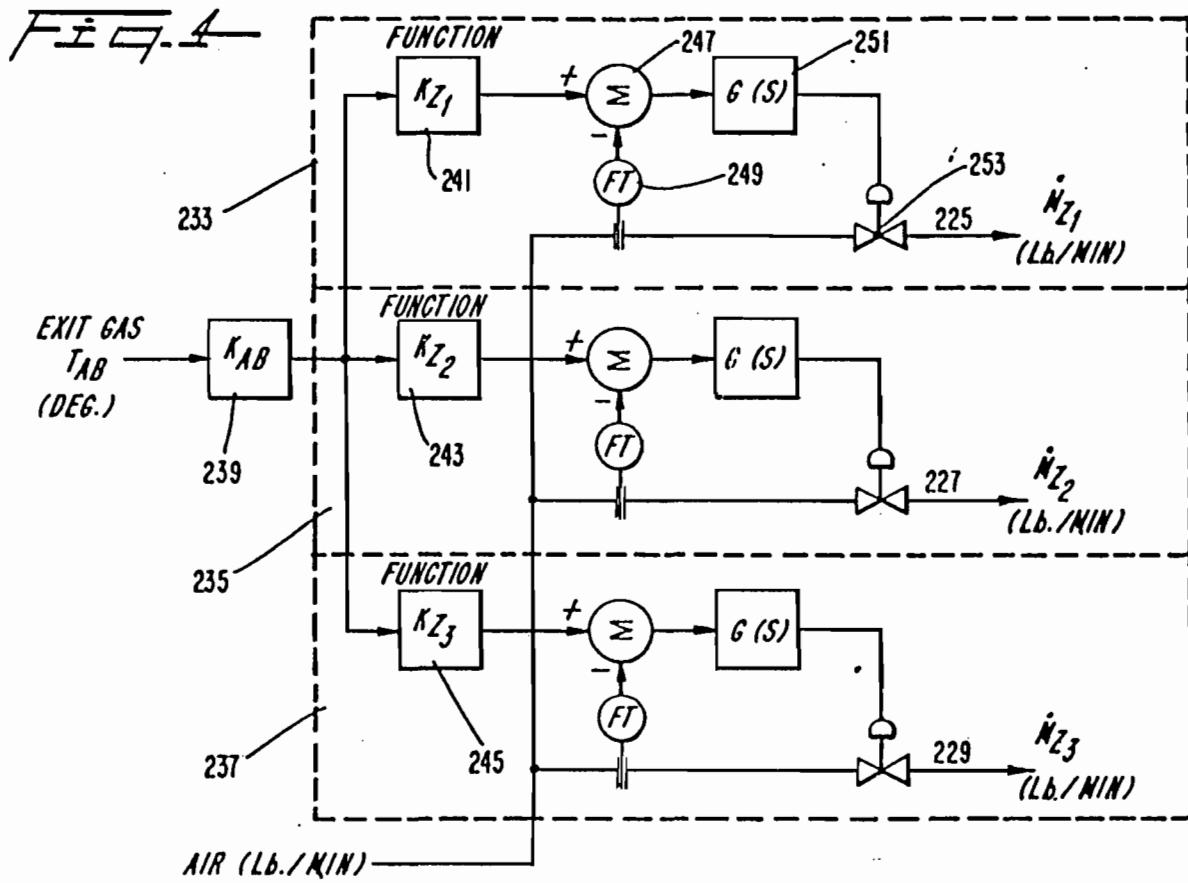 Fig. 4
FUNCTION
KZ1
241
+
-
M
247
FT
249
G (S)
251
253
225
ṀZ1
(Lb/MIN)
233
EXIT GAS
TAB
(DEG.)
KAB
239
FUNCTION
KZ2
243
+
-
M
FT
G (S)
227
ṀZ2
(Lb./MIN)
235
FUNCTION
KZ3
245
+
-
M
FT
G (S)
229
ṀZ3
(Lb./MIN)
237
AIR (Lb./MIN)